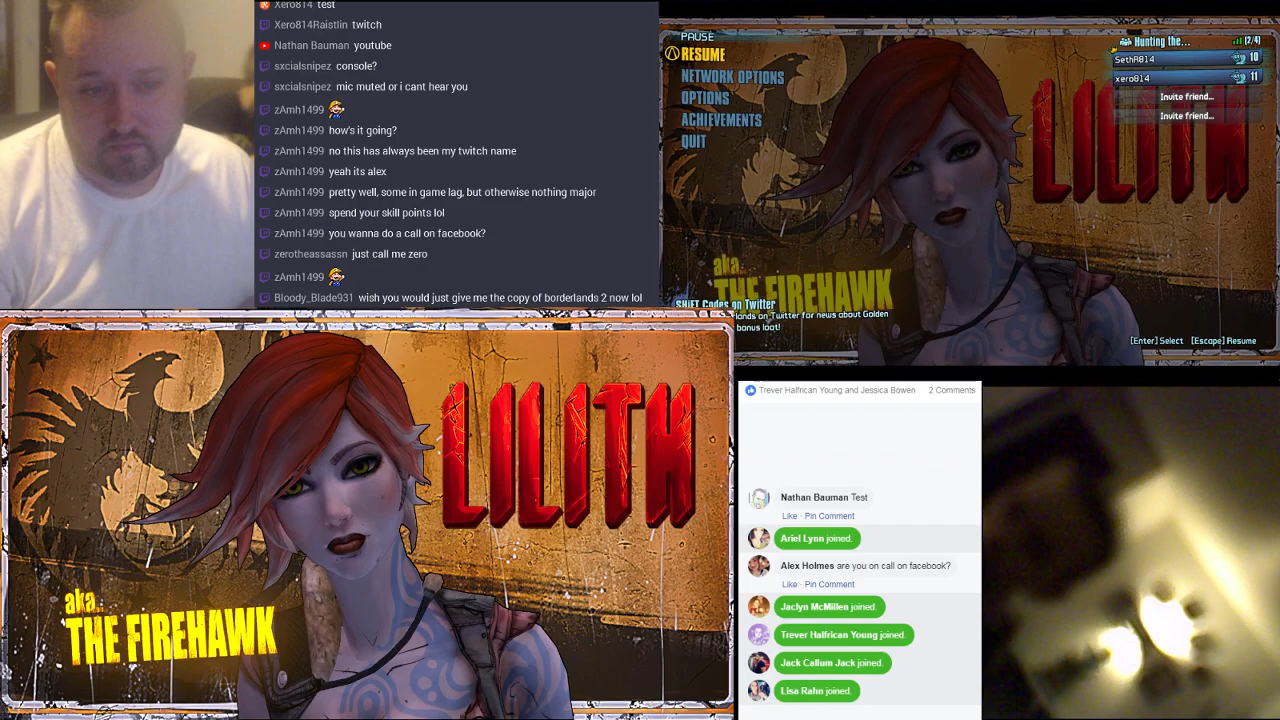 Xero814 test
Xero814Raistlin twitch
Nathan Bauman youtube
sxcialsnipez console?
sxcialsnipez mic muted or i cant hear you
zAmh1499
zAmh1499 how's it going?
zAmh1499 no this has always been my twitch name
zAmh1499 yeah its alex
zAmh1499 pretty well, some in game lag, but otherwise nothing major
zAmh1499 spend your skill points lol
zAmh1499 you wanna do a call on facebook?
zerotheassassn just call me zero
zAmh1499
Bloody_Blade931 wish you would just give me the copy of borderlands 2 now lol
PAUSE
RESUME
NETWORK OPTIONS
OPTIONS
ACHIEVEMENTS
QUIT
Hunting the... (2/4)
SethA814 10
xero814 11
Invite friend...
Invite friend...
LILITH
aka..
THE FIREHAWK
SHiFT Codes on Twitter
rlands on Twitter for news about Golden
bonus loot!
[Enter] Select [Escape] Resume
LILITH
aka..
THE FIREHAWK
Trever Halfrican Young and Jessica Bowen 2 Comments
Nathan Bauman Test
Like · Pin Comment
Ariel Lynn joined.
Alex Holmes are you on call on facebook?
Like · Pin Comment
Jaclyn McMillen joined.
Trever Halfrican Young joined.
Jack Callum Jack joined.
Lisa Rahn joined.